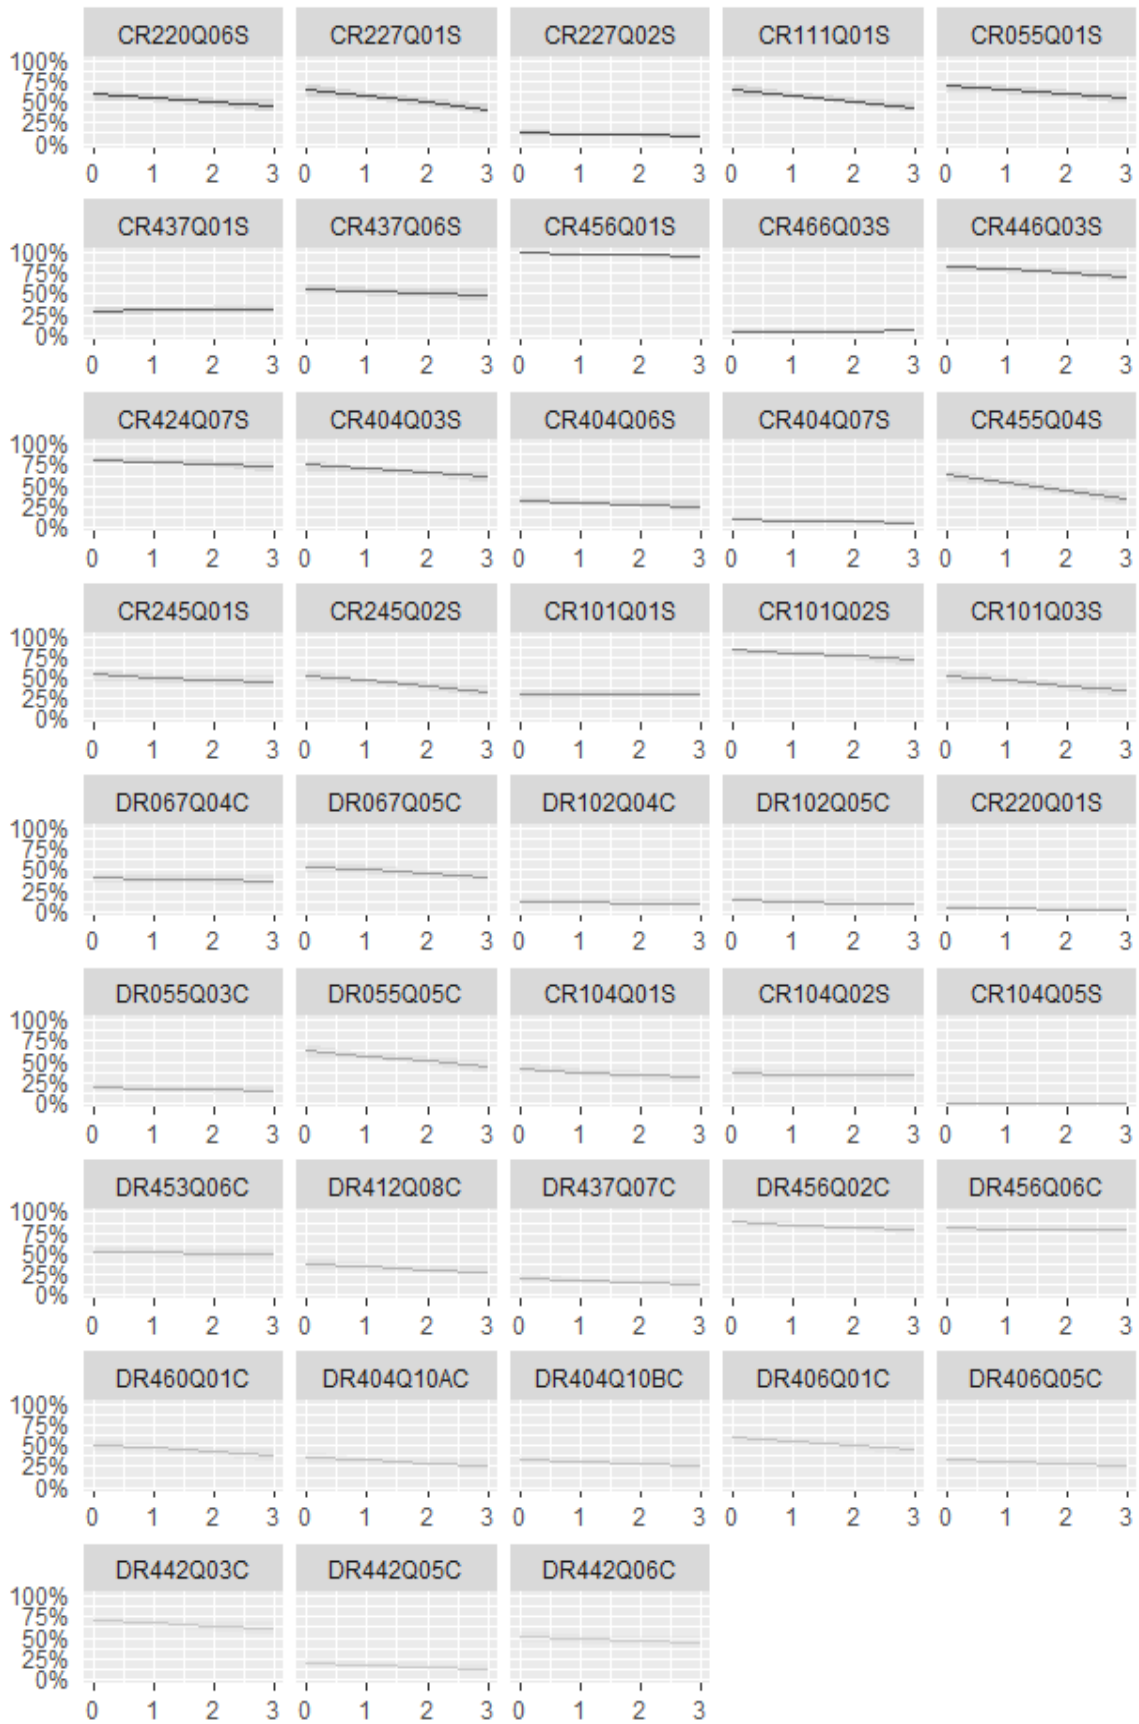 CR220Q06S CR227Q01S CR227Q02S CR111Q01S CR055Q01S
100%
75%
50%
25%
0%
0 1 2 3 0 1 2 3 0 1 2 3 0 1 2 3 0 1 2 3
CR437Q01S CR437Q06S CR456Q01S CR466Q03S CR446Q03S
100%
75%
50%
25%
0%
0 1 2 3 0 1 2 3 0 1 2 3 0 1 2 3 0 1 2 3
CR424Q07S CR404Q03S CR404Q06S CR404Q07S CR455Q04S
100%
75%
50%
25%
0%
0 1 2 3 0 1 2 3 0 1 2 3 0 1 2 3 0 1 2 3
CR245Q01S CR245Q02S CR101Q01S CR101Q02S CR101Q03S
100%
75%
50%
25%
0%
0 1 2 3 0 1 2 3 0 1 2 3 0 1 2 3 0 1 2 3
DR067Q04C DR067Q05C DR102Q04C DR102Q05C CR220Q01S
100%
75%
50%
25%
0%
0 1 2 3 0 1 2 3 0 1 2 3 0 1 2 3 0 1 2 3
DR055Q03C DR055Q05C CR104Q01S CR104Q02S CR104Q05S
100%
75%
50%
25%
0%
0 1 2 3 0 1 2 3 0 1 2 3 0 1 2 3 0 1 2 3
DR453Q06C DR412Q08C DR437Q07C DR456Q02C DR456Q06C
100%
75%
50%
25%
0%
0 1 2 3 0 1 2 3 0 1 2 3 0 1 2 3 0 1 2 3
DR460Q01C DR404Q10AC DR404Q10BC DR406Q01C DR406Q05C
100%
75%
50%
25%
0%
0 1 2 3 0 1 2 3 0 1 2 3 0 1 2 3 0 1 2 3
DR442Q03C DR442Q05C DR442Q06C
100%
75%
50%
25%
0%
0 1 2 3 0 1 2 3 0 1 2 3